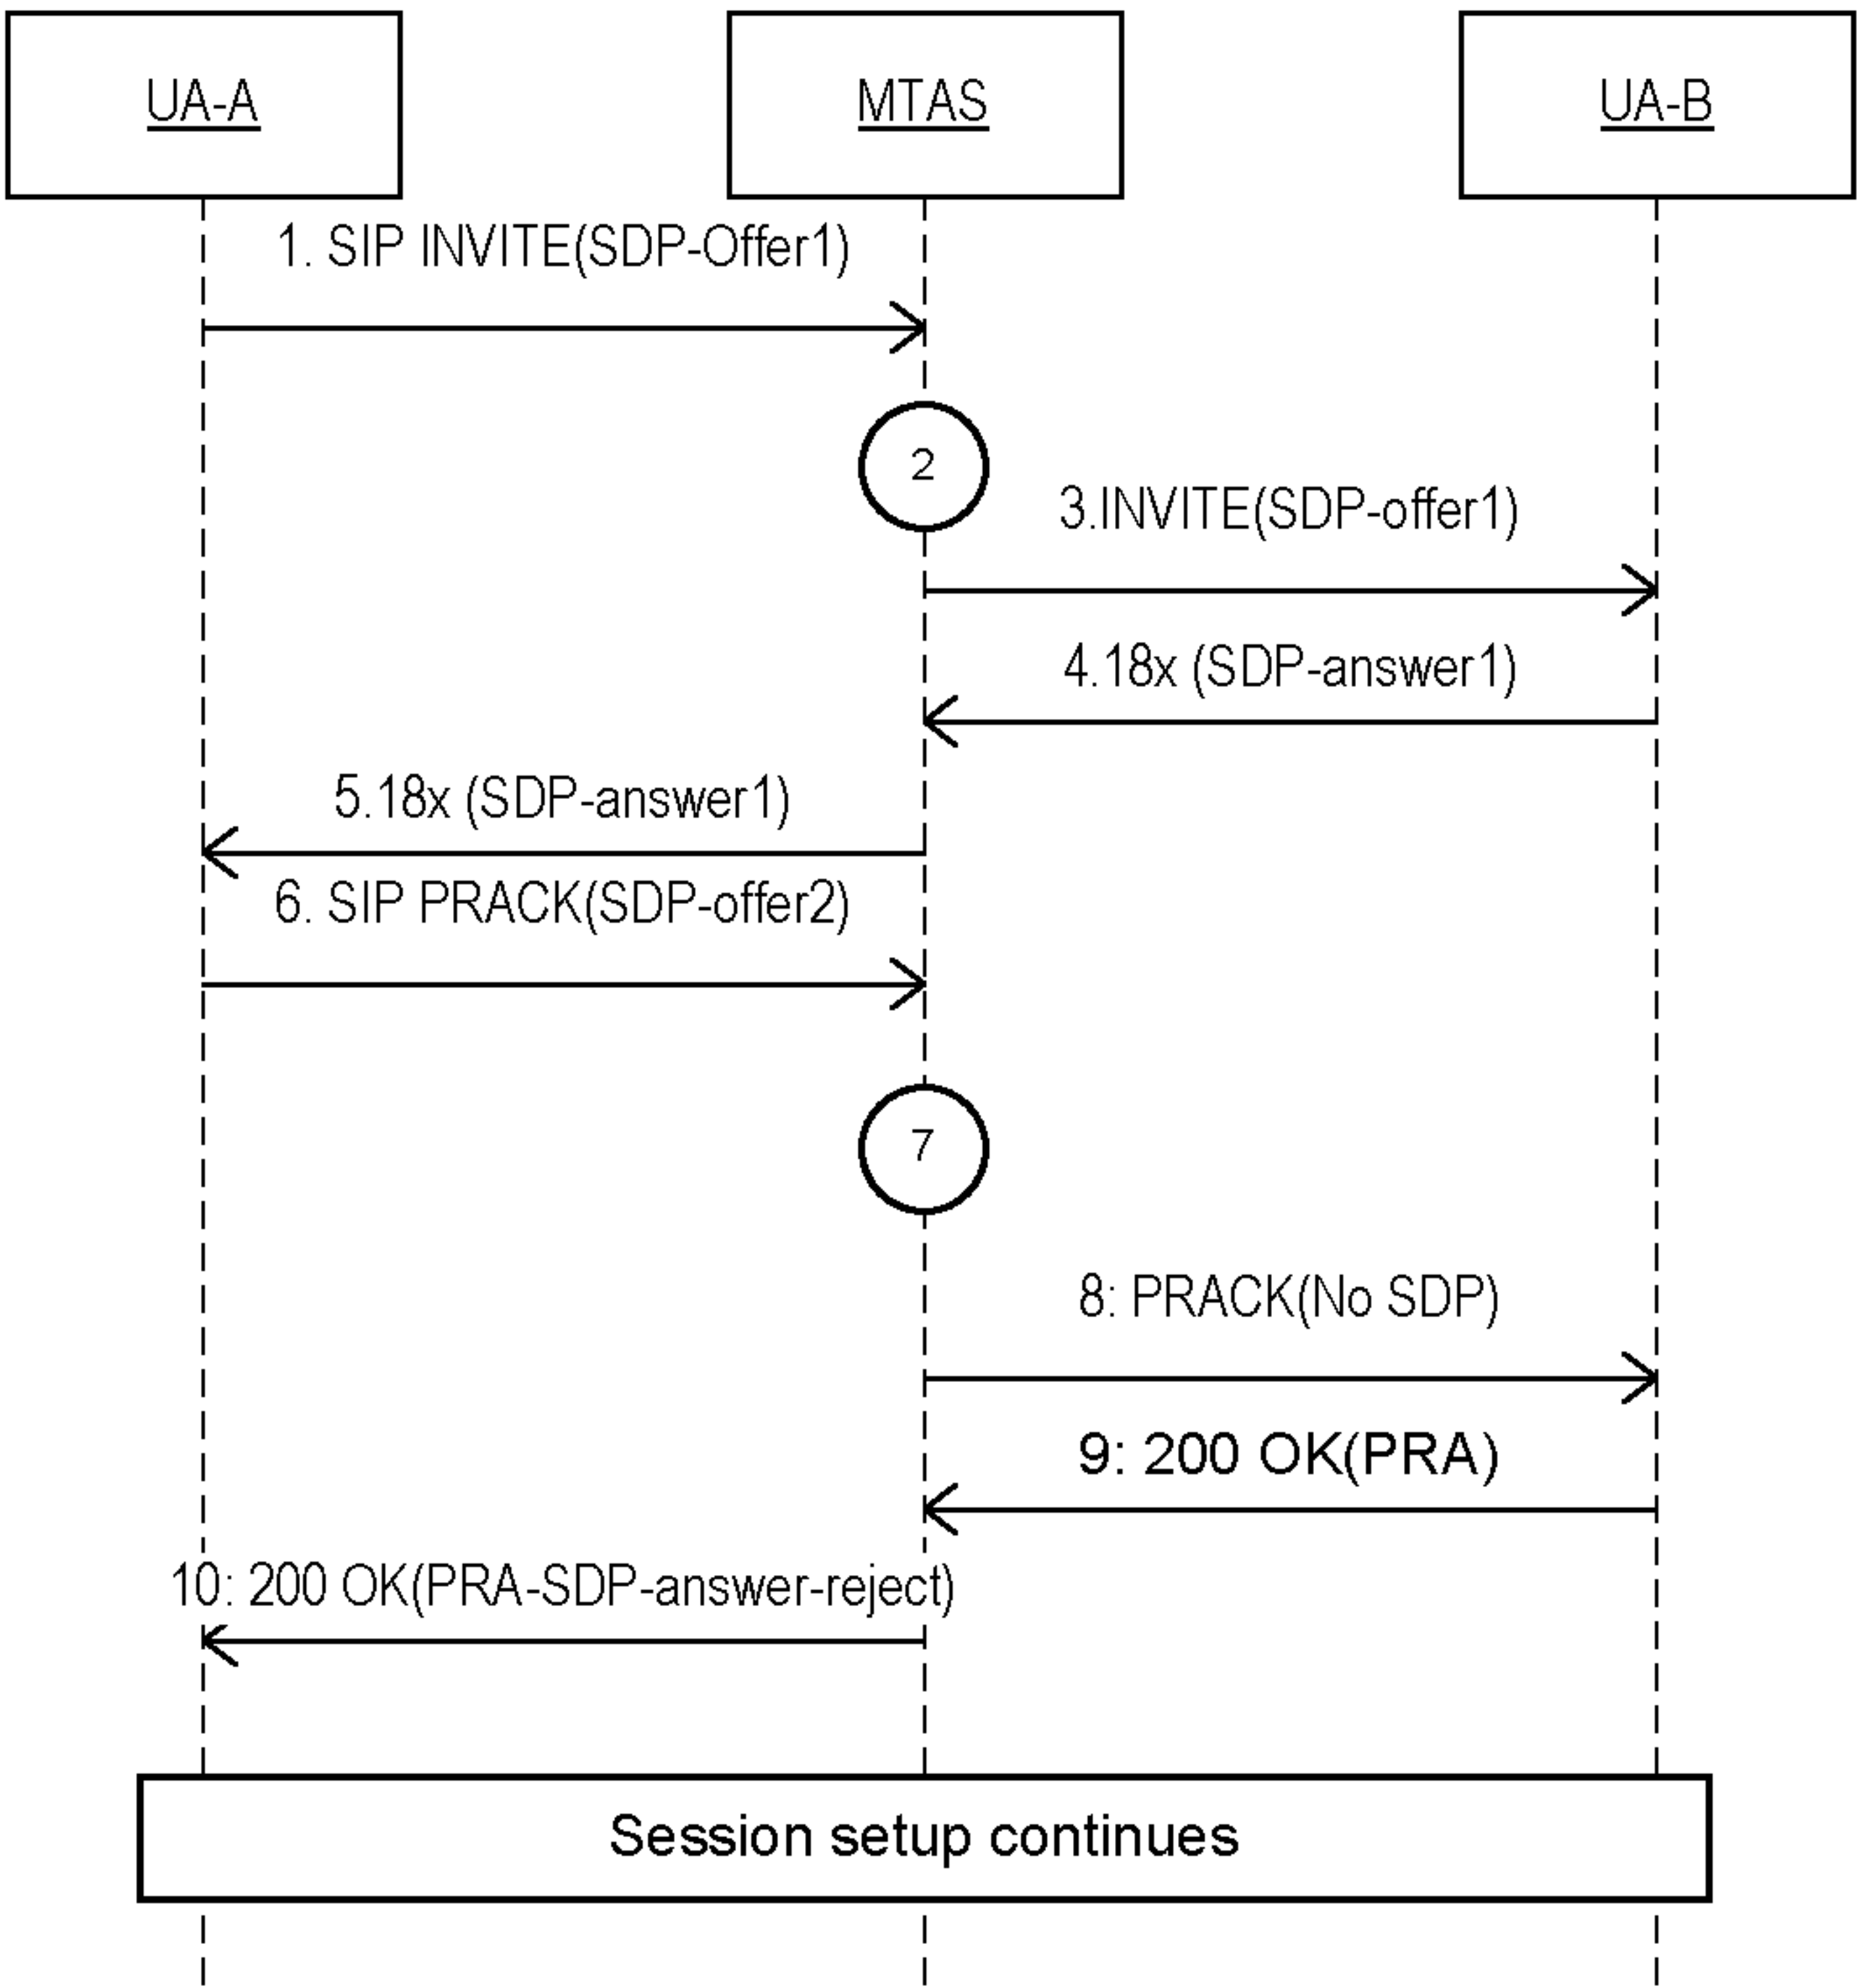 UA-A
MTAS
UA-B
1. SIP INVITE(SDP-Offer1)
2
3.INVITE(SDP-offer1)
4.18x (SDP-answer1)
5.18x (SDP-answer1)
6. SIP PRACK(SDP-offer2)
7
8: PRACK(No SDP)
9: 200 OK(PRA)
10: 200 OK(PRA-SDP-answer-reject)
Session setup continues